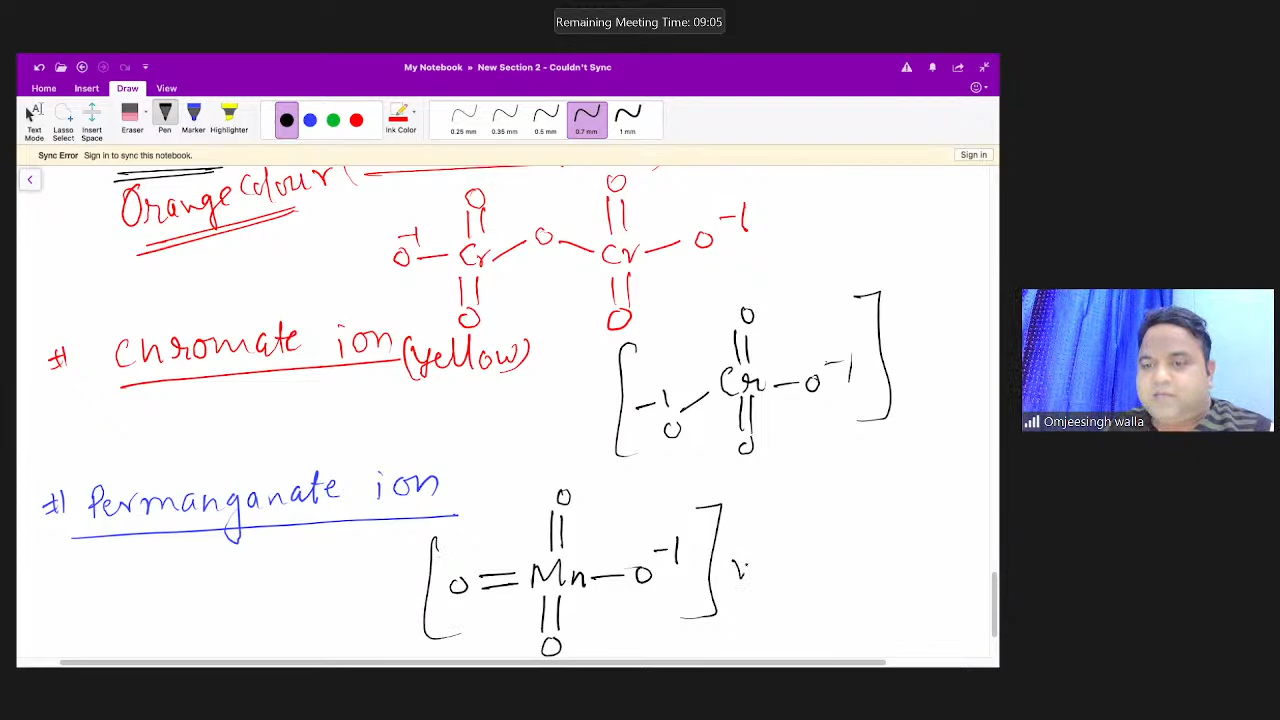 Remaining Meeting Time: 09:05
My Notebook » New Section 2 - Couldn't Sync
Home Insert Draw View
Text Mode
Lasso Select
Insert Space
Eraser
Pen
Marker
Highlighter
Ink Color
0.25 mm
0.35 mm
0.5 mm
0.7 mm
1 mm
Sync Error Sign in to sync this notebook.
Sign in
Orange Colour (
O O
O -1 Cr O Cr O -1
O O
# Chromate ion (yellow)
O
-1 O Cr O -1
O
# Permanganate ion
O
O = Mn - O -1
O
Omjeesingh walla